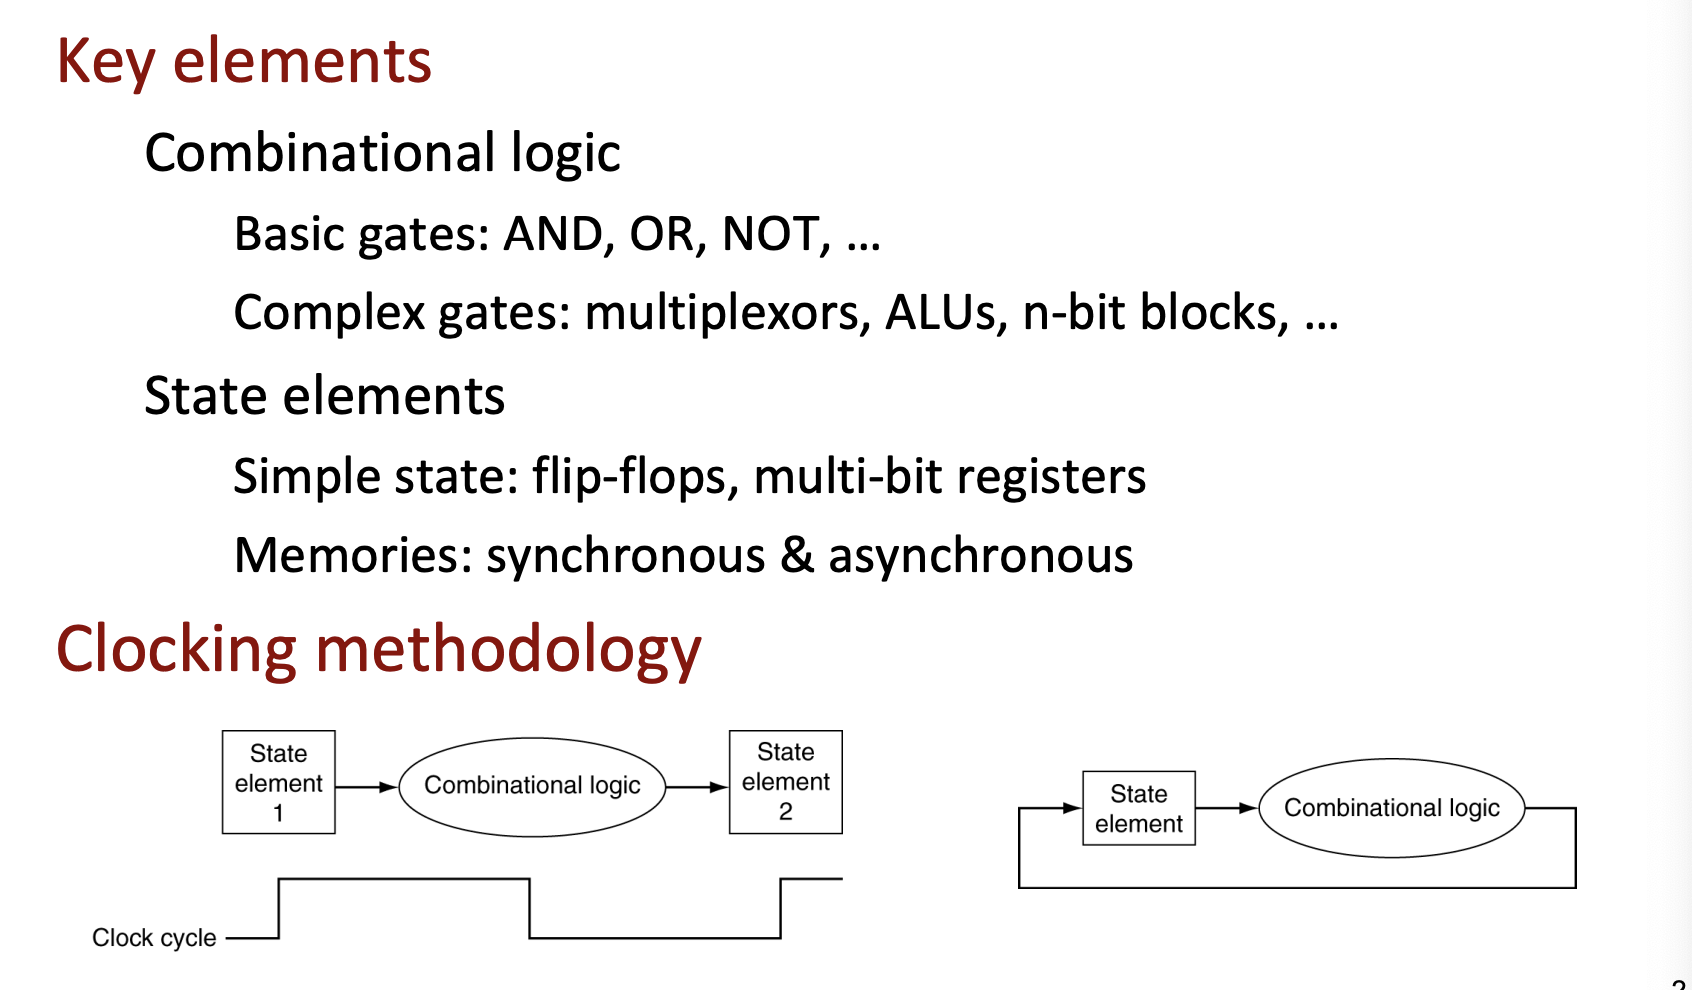 Key elements
Combinational logic
Basic gates: AND, OR, NOT, …
Complex gates: multiplexors, ALUs, n-bit blocks, …
State elements
Simple state: flip-flops, multi-bit registers
Memories: synchronous & asynchronous
Clocking methodology
State
element
1
Combinational logic
State
element
2
Clock cycle
State
element
Combinational logic